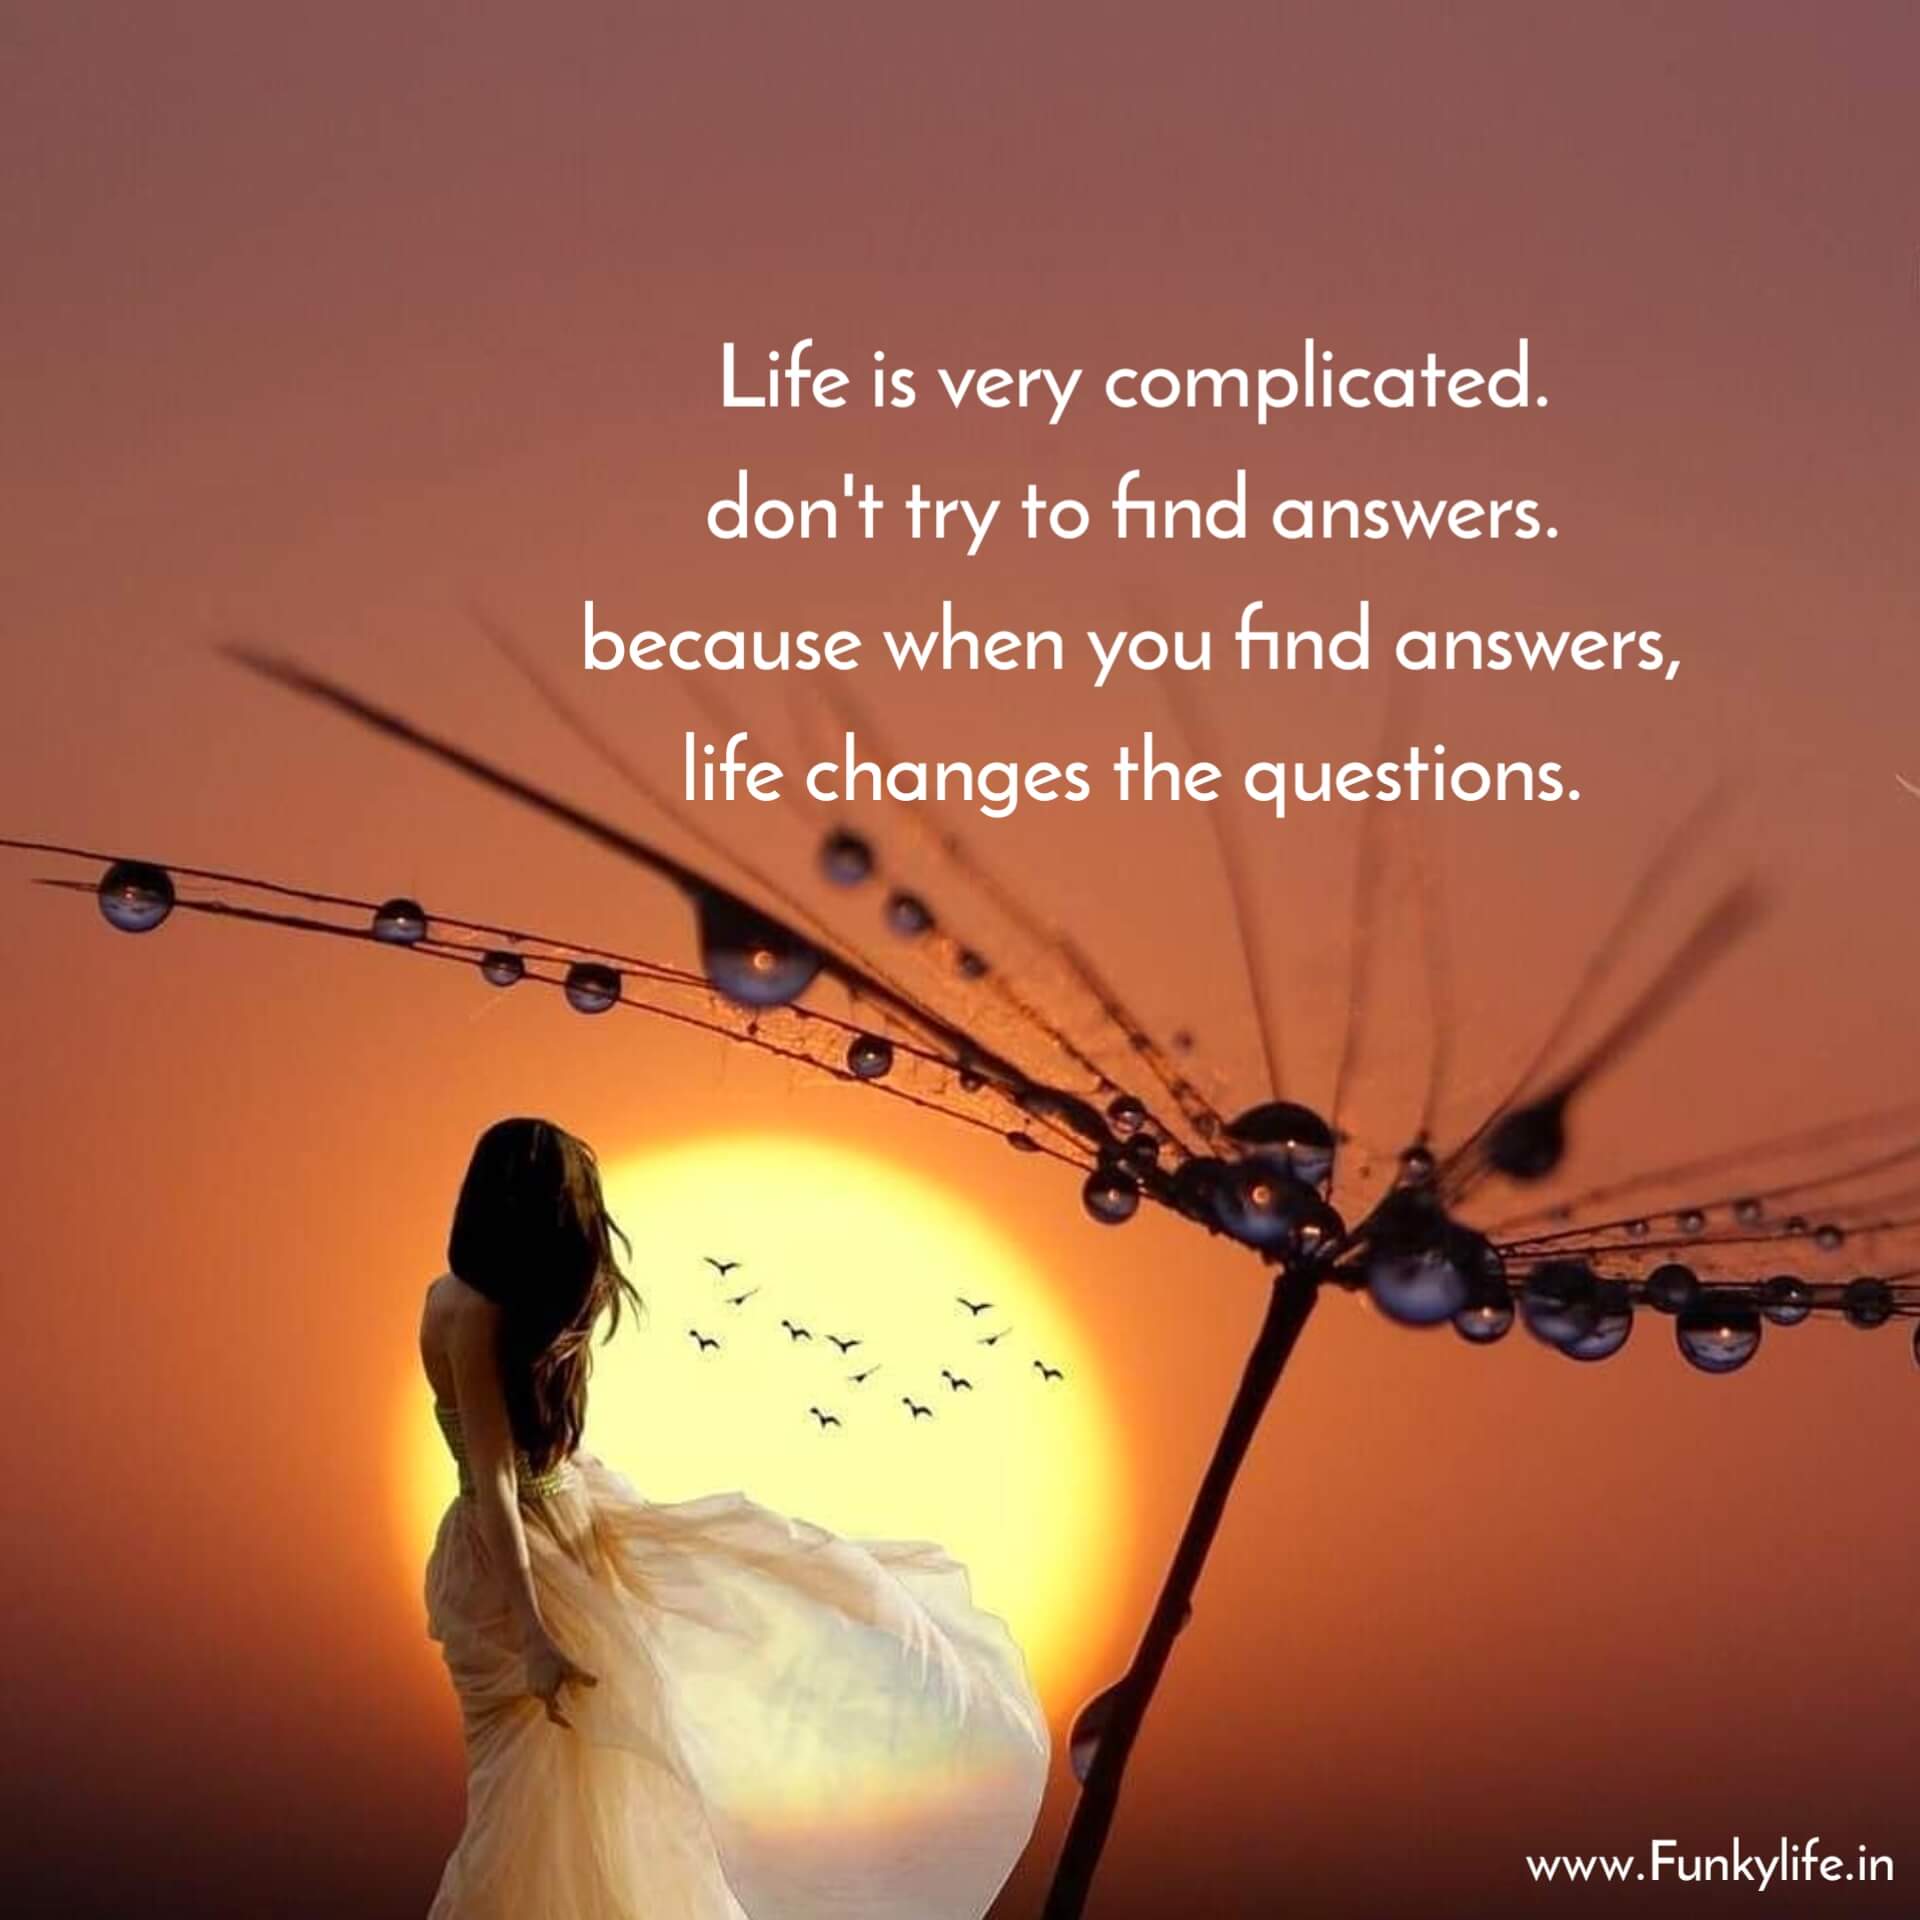 Life is very complicated.
don't try to find answers.
because when you find answers,
life changes the questions.
www.Funkylife.in